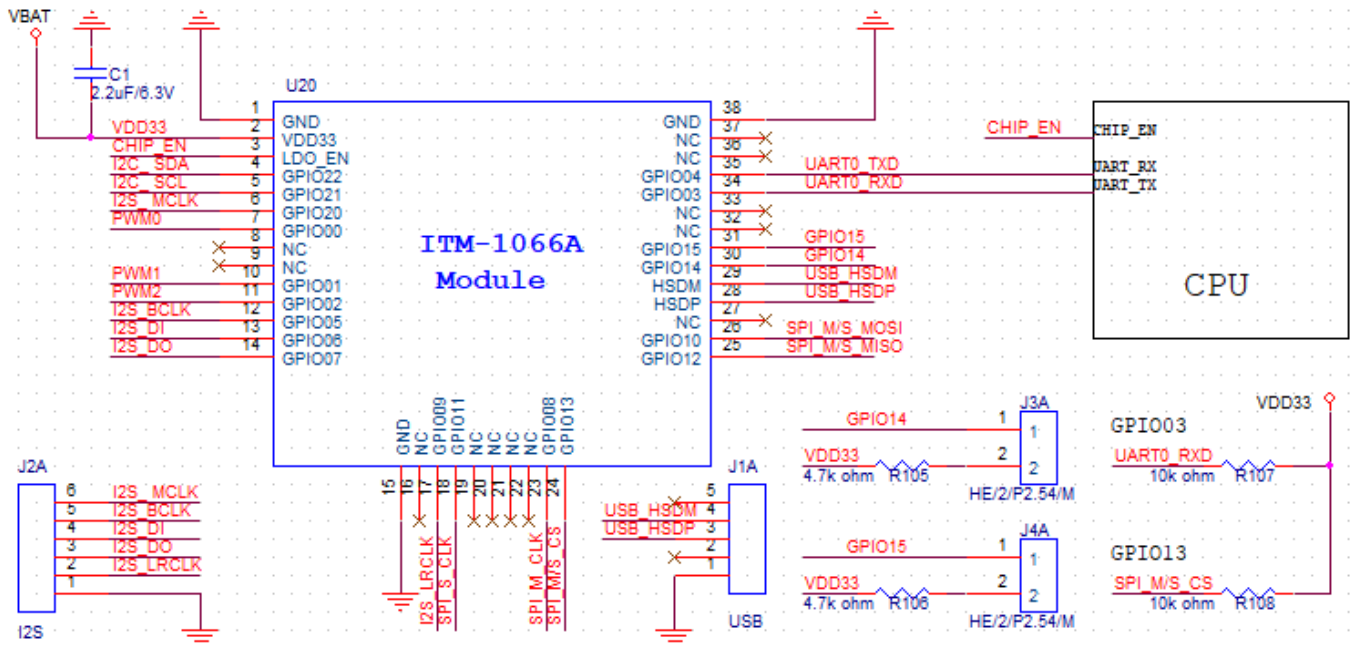 VBAT
C1
2.2uF/6.3V
U20
1
GND
VDD33
2
VDD33
CHIP_EN
3
LDO_EN
I2C_SDA
4
GPIO22
I2C_SCL
5
GPIO21
I2S_MCLK
6
GPIO20
PWM0
7
GPIO00
8
NC
9
NC
PWM1
10
GPIO01
PWM2
11
GPIO02
I2S_BCLK
12
GPIO05
I2S_DI
13
GPIO06
I2S_DO
14
GPIO07
ITM-1066A
Module
38
GND
37
NC
36
NC
35
GPIO04
UART0_TXD
34
GPIO03
UART0_RXD
33
NC
32
NC
31
GPIO15
GPIO15
30
GPIO14
GPIO14
29
HSDM
USB_HSDM
28
HSDP
USB_HSDP
27
NC
26
GPIO10
SPI_M/S_MOSI
25
GPIO12
SPI_M/S_MISO
GND
NC
GPIO09
GPIO11
NC
NC
NC
NC
GPIO08
GPIO13
15
16
17
18
19
20
21
22
23
24
I2S_LRCLK
SPI_S_CLK
SPI_M_CLK
SPI_M/S_CS
CHIP_EN
CHIP_EN
UART_RX
UART_TX
CPU
J2A
6
I2S_MCLK
5
I2S_BCLK
4
I2S_DI
3
I2S_DO
2
I2S_LRCLK
1
I2S
J1A
5
USB_HSDM
4
USB_HSDP
3
2
1
USB
J3A
GPIO14
1
1
VDD33
2
2
4.7k ohm
R105
HE/2/P2.54/M
J4A
GPIO15
1
1
VDD33
2
2
4.7k ohm
R106
HE/2/P2.54/M
VDD33
GPIO03
UART0_RXD
10k ohm
R107
GPIO13
SPI_M/S_CS
10k ohm
R108